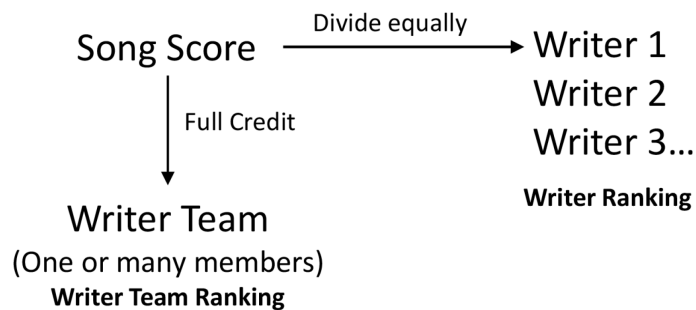 Divide equally
Song Score
Writer 1
Writer 2
Full Credit
Writer 3...
Writer Ranking
Writer Team
(One or many members)
Writer Team Ranking